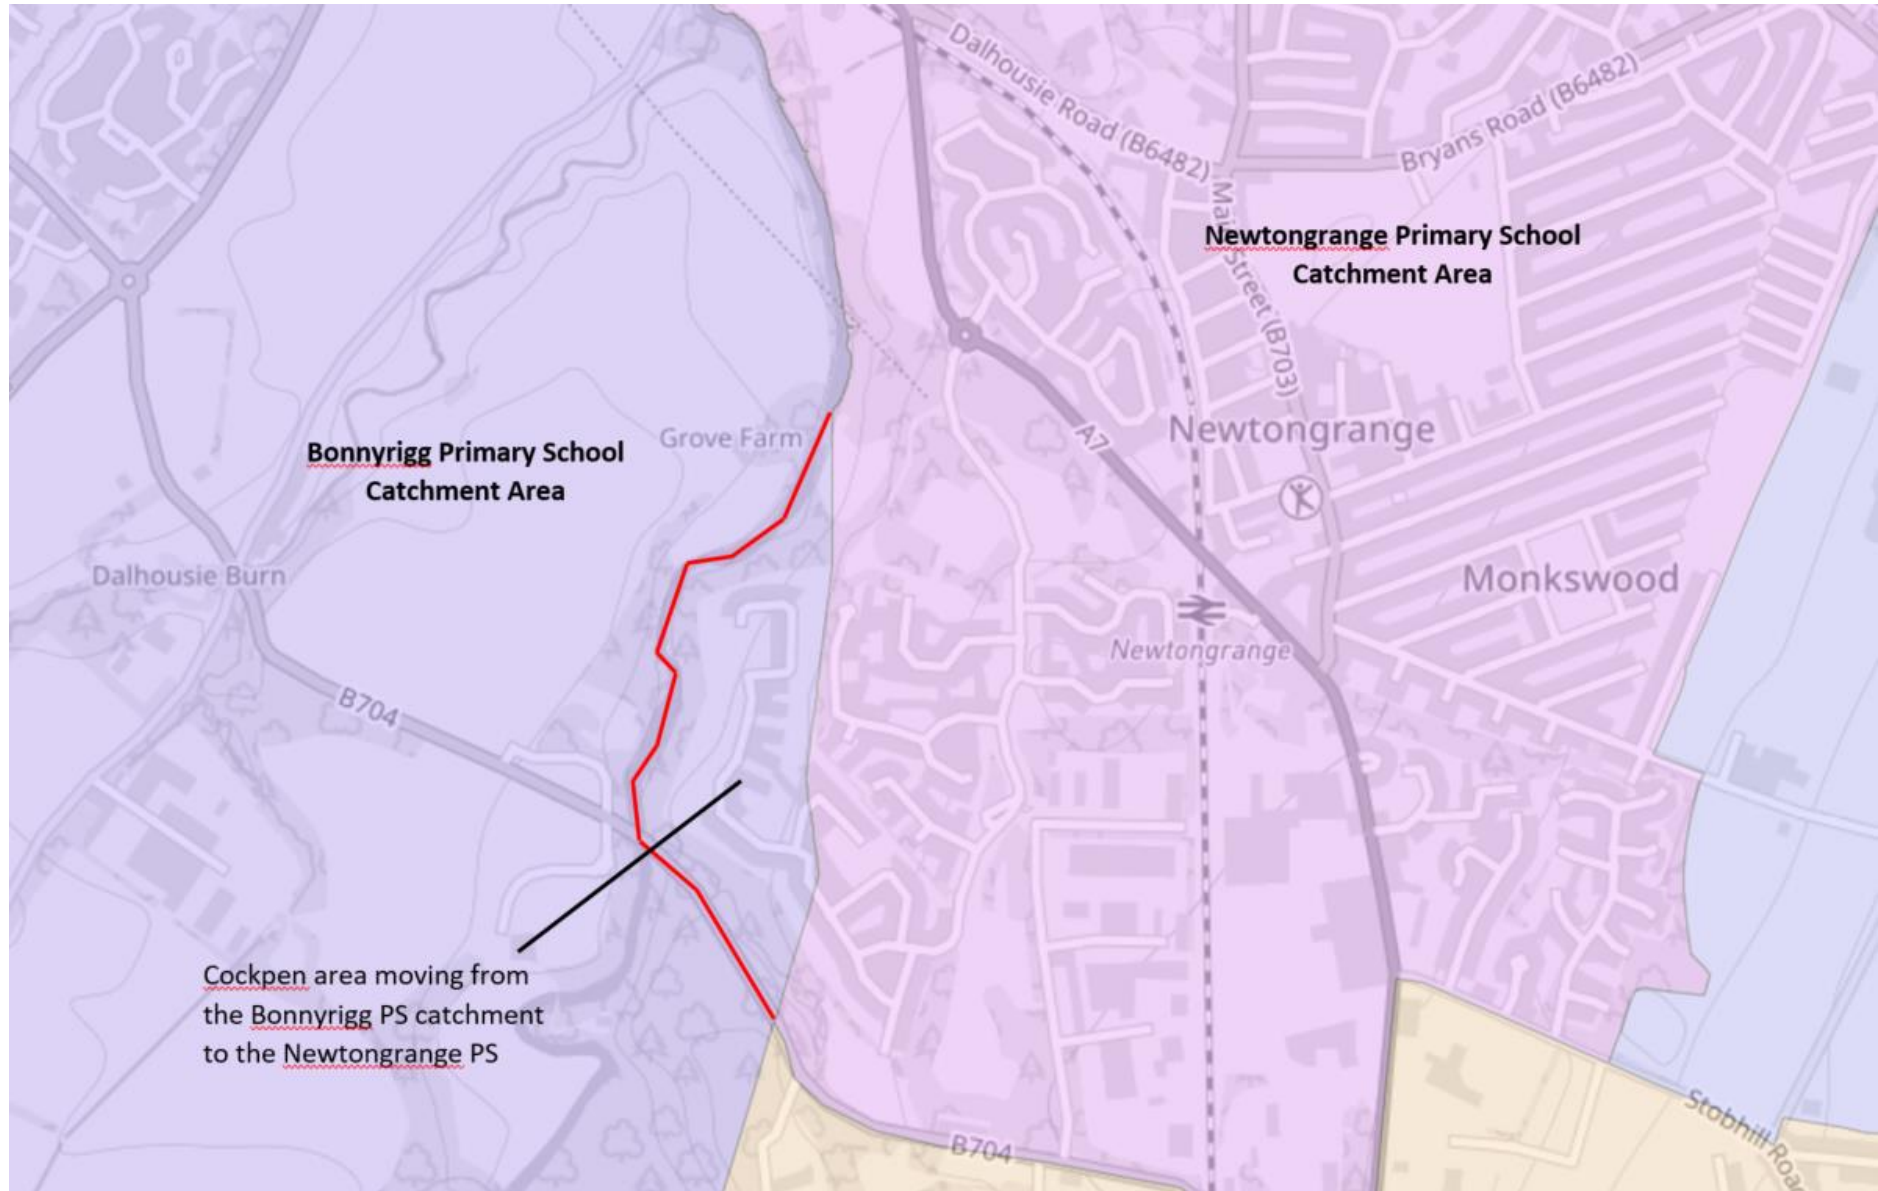 Dalhousie Road (B6482)
Bryans Road (B6482)
Main Street (B703)
Newtongrange Primary School
Catchment Area
A7
Newtongrange
Grove Farm
Bonnyrigg Primary School
Catchment Area
Dalhousie Burn
Monkswood
Newtongrange
B704
Cockpen area moving from
the Bonnyrigg PS catchment
to the Newtongrange PS
B704
Stobhill Road